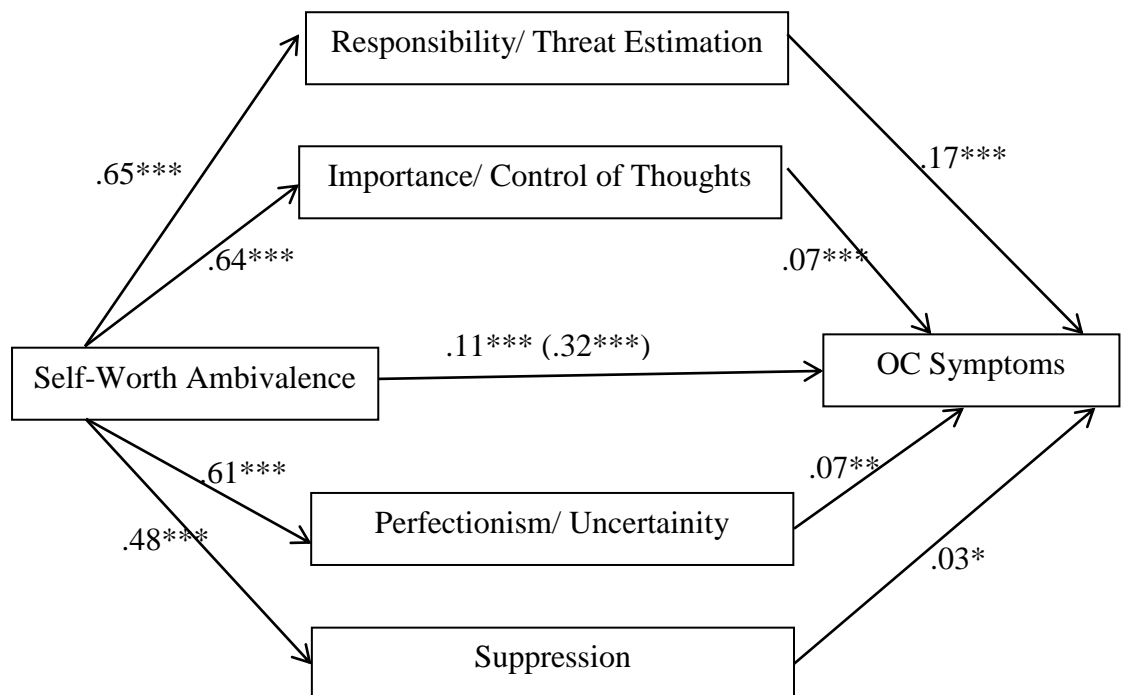 Responsibility/ Threat Estimation
.65***
.17***
Importance/ Control of Thoughts
.64***
.07***
.11*** (.32***)
Self-Worth Ambivalence
OC Symptoms
.61***
.07**
Perfectionism/ Uncertainity
.48***
.03*
Suppression